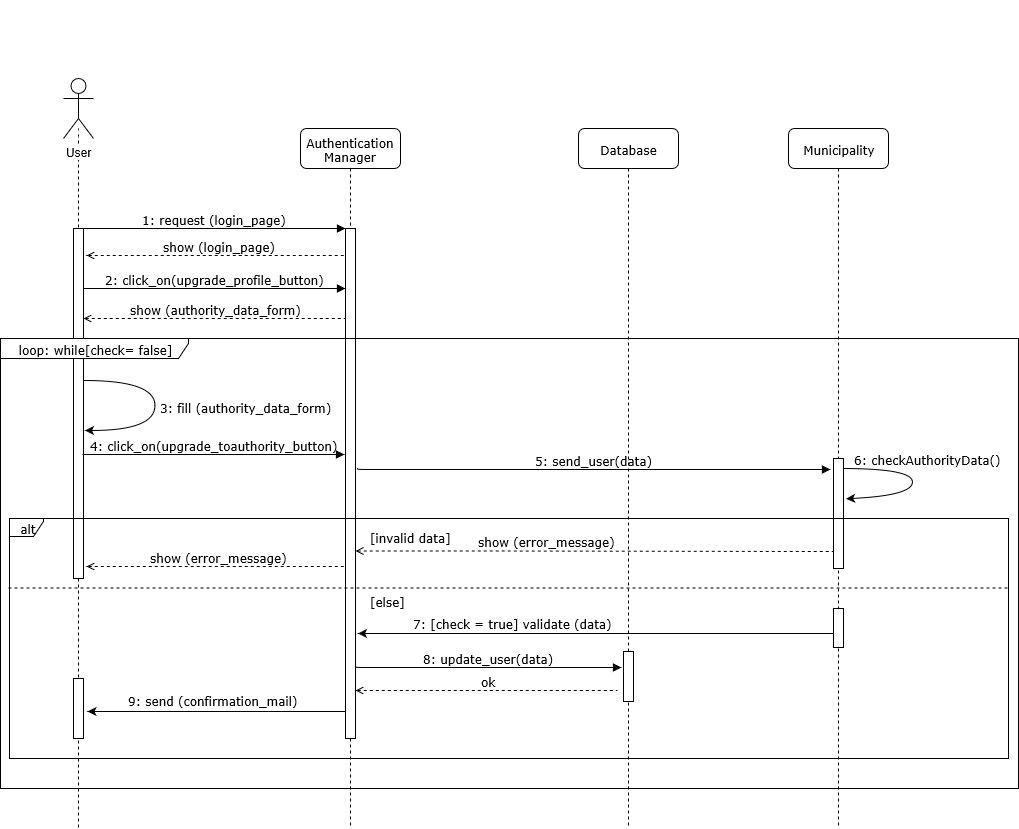 User
Authentication
Manager
Database
Municipality
1: request (login_page)
show (login_page)
2: click_on(upgrade_profile_button)
show (authority_data_form)
loop: while[check= false]
3: fill (authority_data_form)
4: click_on(upgrade_toauthority_button)
5: send_user(data)
6: checkAuthorityData()
alt
[invalid data]
show (error_message)
show (error_message)
[else]
7: [check = true] validate (data)
8: update_user(data)
ok
9: send (confirmation_mail)